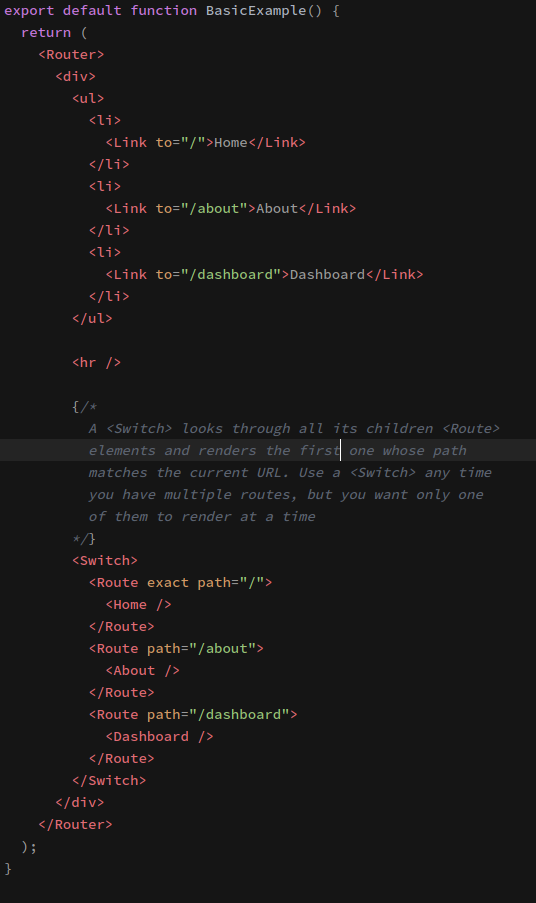 export default function BasicExample() {
  return (
    <Router>
      <div>
        <ul>
          <li>
            <Link to="/">Home</Link>
          </li>
          <li>
            <Link to="/about">About</Link>
          </li>
          <li>
            <Link to="/dashboard">Dashboard</Link>
          </li>
        </ul>

        <hr />

        {/*
          A <Switch> looks through all its children <Route>
          elements and renders the first one whose path
          matches the current URL. Use a <Switch> any time
          you have multiple routes, but you want only one
          of them to render at a time
        */}
        <Switch>
          <Route exact path="/">
            <Home />
          </Route>
          <Route path="/about">
            <About />
          </Route>
          <Route path="/dashboard">
            <Dashboard />
          </Route>
        </Switch>
      </div>
    </Router>
  );
}